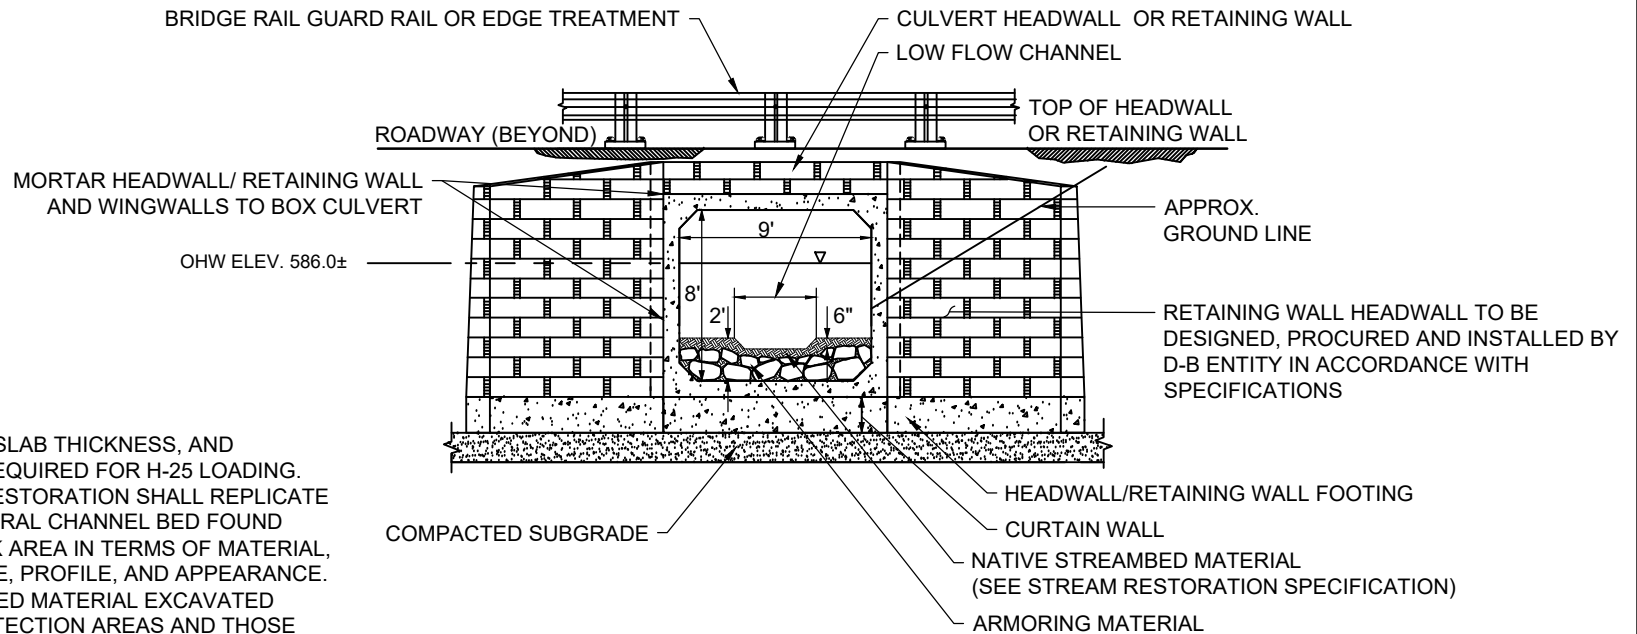 BRIDGE RAIL GUARD RAIL OR EDGE TREATMENT
CULVERT HEADWALL OR RETAINING WALL
LOW FLOW CHANNEL
TOP OF HEADWALL
OR RETAINING WALL
ROADWAY (BEYOND)
MORTAR HEADWALL/ RETAINING WALL
AND WINGWALLS TO BOX CULVERT
APPROX.
GROUND LINE
9'
OHW ELEV. 586.0±
8'
2'
6"
RETAINING WALL HEADWALL TO BE
DESIGNED, PROCURED AND INSTALLED BY
D-B ENTITY IN ACCORDANCE WITH
SPECIFICATIONS
SLAB THICKNESS, AND
EQUIRED FOR H-25 LOADING.
ESTORATION SHALL REPLICATE
RAL CHANNEL BED FOUND
K AREA IN TERMS OF MATERIAL,
E, PROFILE, AND APPEARANCE.
ED MATERIAL EXCAVATED
TECTION AREAS AND THOSE
COMPACTED SUBGRADE
HEADWALL/RETAINING WALL FOOTING
CURTAIN WALL
NATIVE STREAMBED MATERIAL
(SEE STREAM RESTORATION SPECIFICATION)
ARMORING MATERIAL